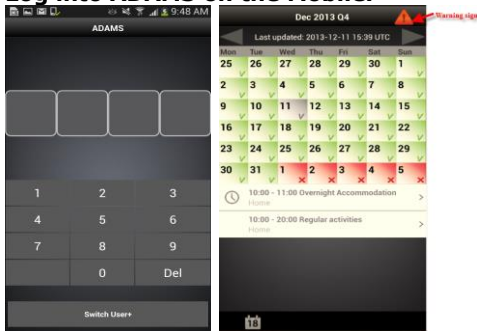 Log into ADAMS on the Mobile:
9:48 AM
ADAMS
1 2 3
4 5 6
7 8 9
0 Del
Switch User+
Dec 2013 Q4
Warning sign
Last updated: 2013-12-11 15:39 UTC
Mon Tue Wed Thu Fri Sat Sun
25 26 27 28 29 30 1
2 3 4 5 6 7 8
9 10 11 12 13 14 15
16 17 18 19 20 21 22
23 24 25 26 27 28 29
30 31 1 2 3 4 5
10:00 - 11:00 Overnight Accommodation
Home
10:00 - 20:00 Regular activities
Home
18